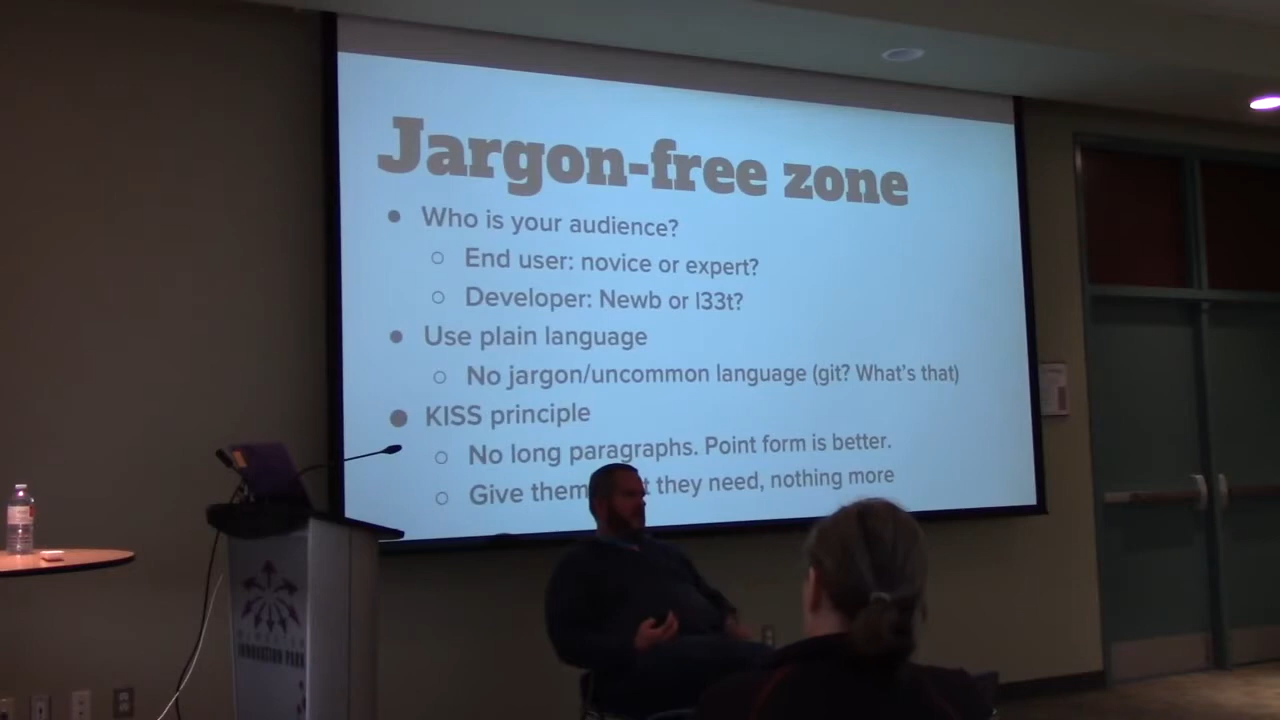 Jargon-free zone
• Who is your audience?
○ End user: novice or expert?
○ Developer: Newb or l33t?
• Use plain language
○ No jargon/uncommon language (git? What's that)
• KISS principle
○ No long paragraphs. Point form is better.
○ Give them they need, nothing more
INNOVATION PARK